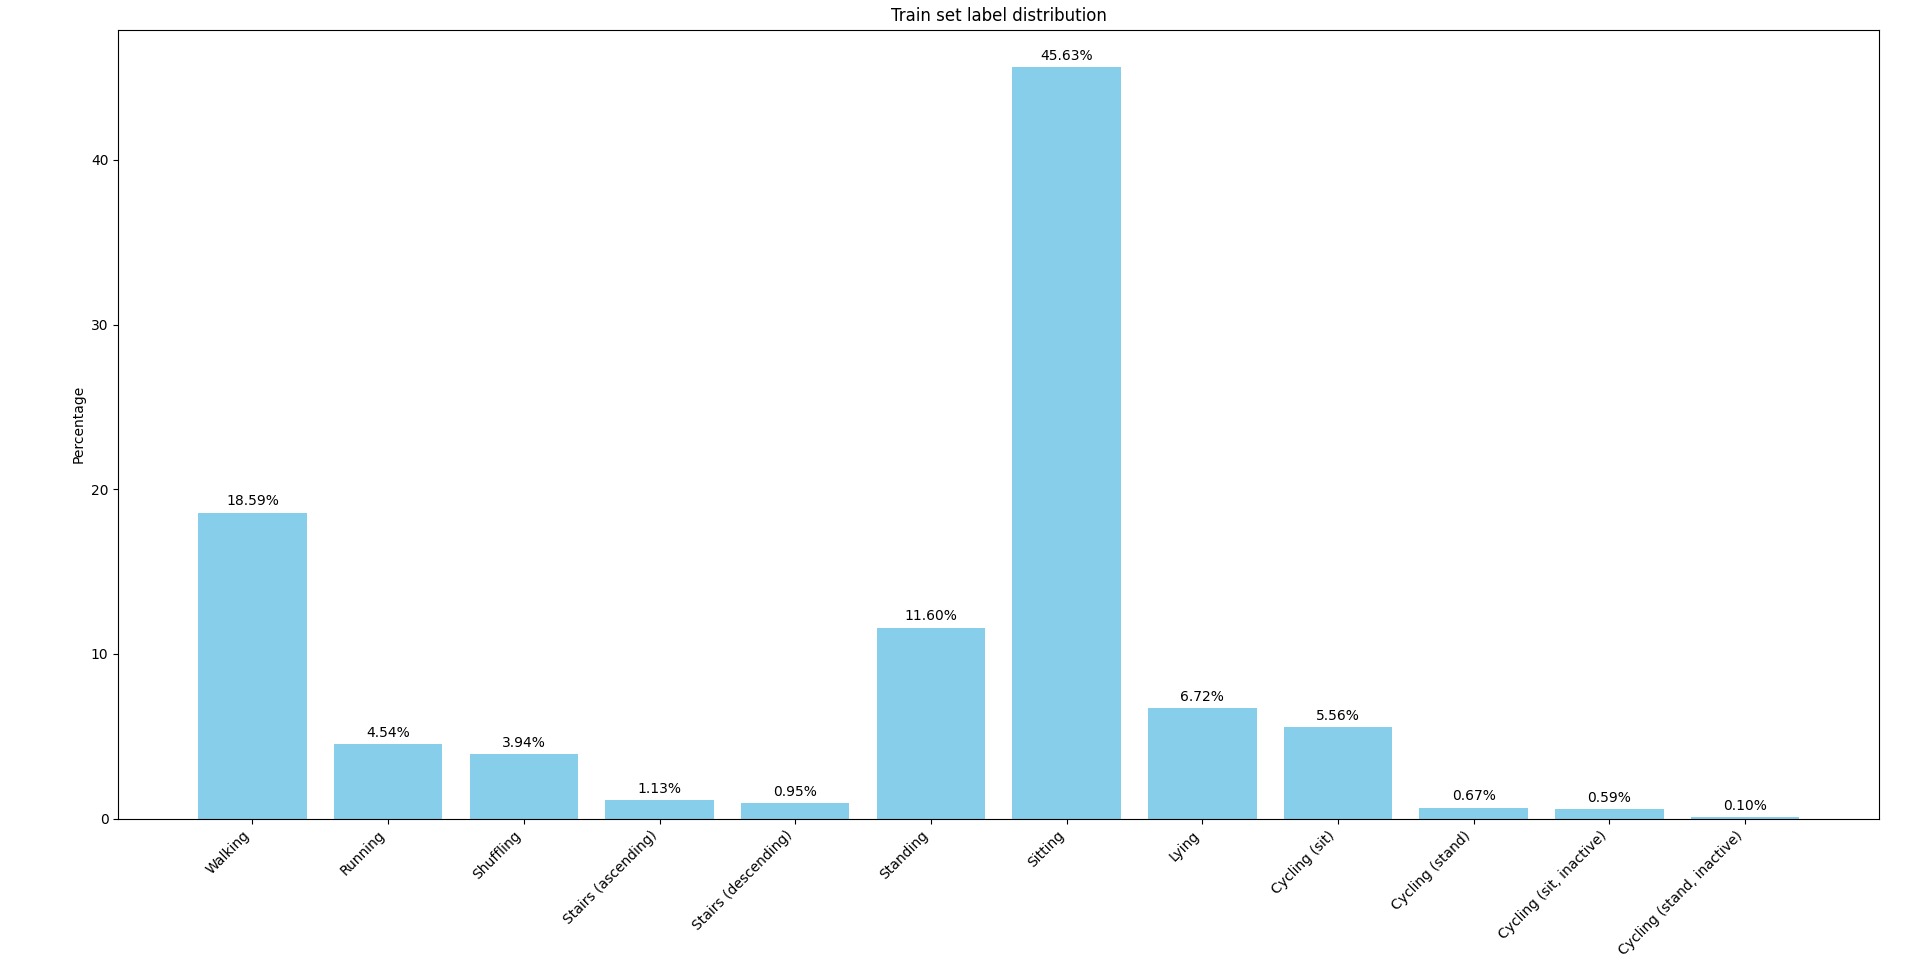 Train set label distribution
Percentage
40
30
20
10
0
18.59%
4.54%
3.94%
1.13%
0.95%
11.60%
45.63%
6.72%
5.56%
0.67%
0.59%
0.10%
Walking
Running
Shuffling
Stairs (ascending)
Stairs (descending)
Standing
Sitting
Lying
Cycling (sit)
Cycling (stand)
Cycling (sit, inactive)
Cycling (stand, inactive)